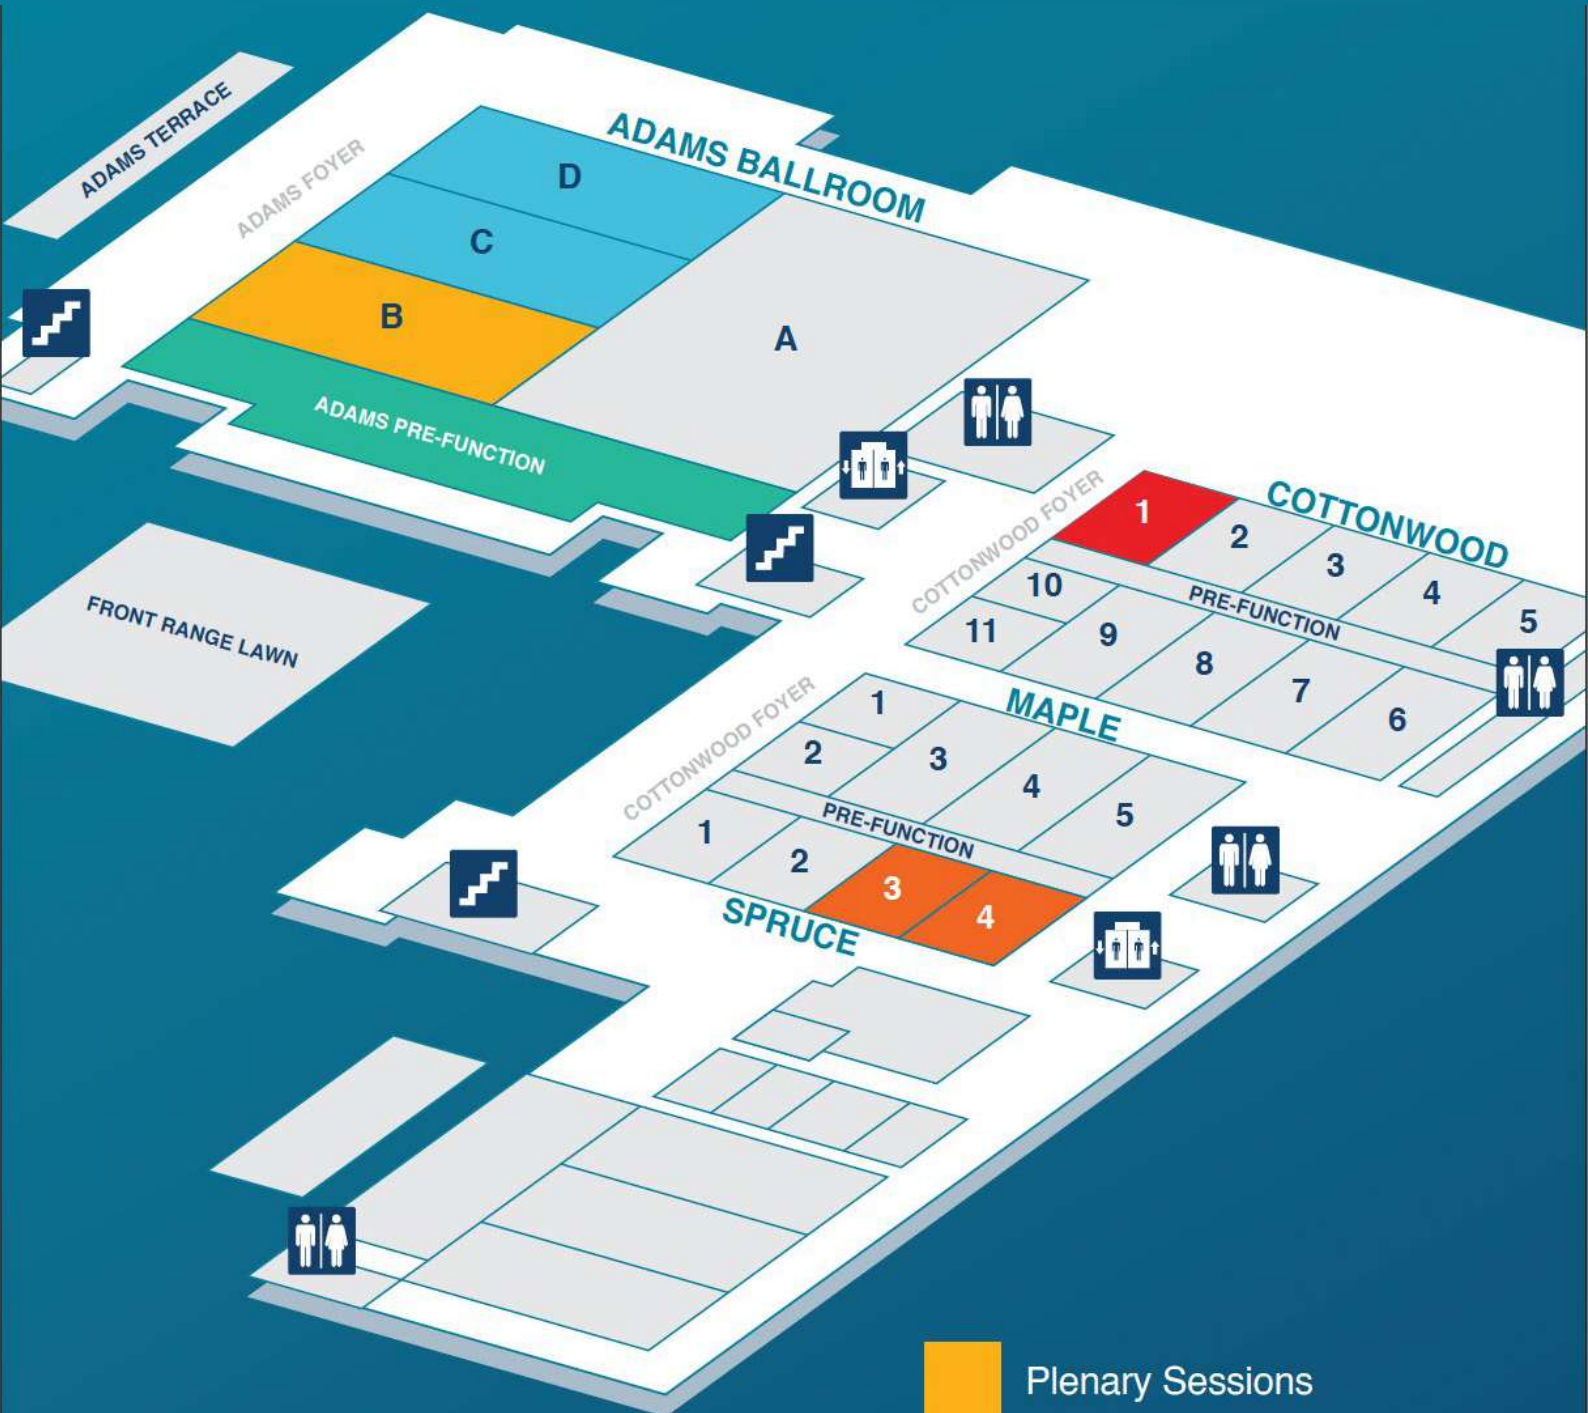 ADAMS TERRACE
ADAMS FOYER
ADAMS BALLROOM
D
C
B
A
ADAMS PRE-FUNCTION
FRONT RANGE LAWN
COTTONWOOD FOYER
COTTONWOOD
1
2
3
4
5
PRE-FUNCTION
10
11
9
8
7
6
COTTONWOOD FOYER
MAPLE
1
2
3
4
5
PRE-FUNCTION
1
2
3
4
SPRUCE
Plenary Sessions